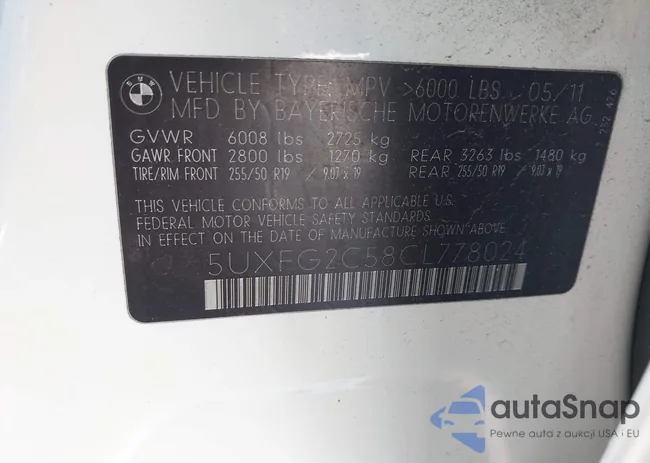 BMW
VEHICLE TYPE: MPV >6000 LBS - 05/11
MFD BY BAYERISCHE MOTORENWERKE AG
GVWR 6008 lbs 2725 kg
GAWR FRONT 2800 lbs 1270 kg REAR 3263 lbs 1480 kg
TIRE/RIM FRONT 255/50 R19 / 9.0J x 19 REAR 255/50 R19 / 9.0J x 19
THIS VEHICLE CONFORMS TO ALL APPLICABLE U.S.
FEDERAL MOTOR VEHICLE SAFETY STANDARDS
IN EFFECT ON THE DATE OF MANUFACTURE SHOWN ABOVE.
5UXFG2C58CL778024
autaSnap
Pewne auta z aukcji USA i EU